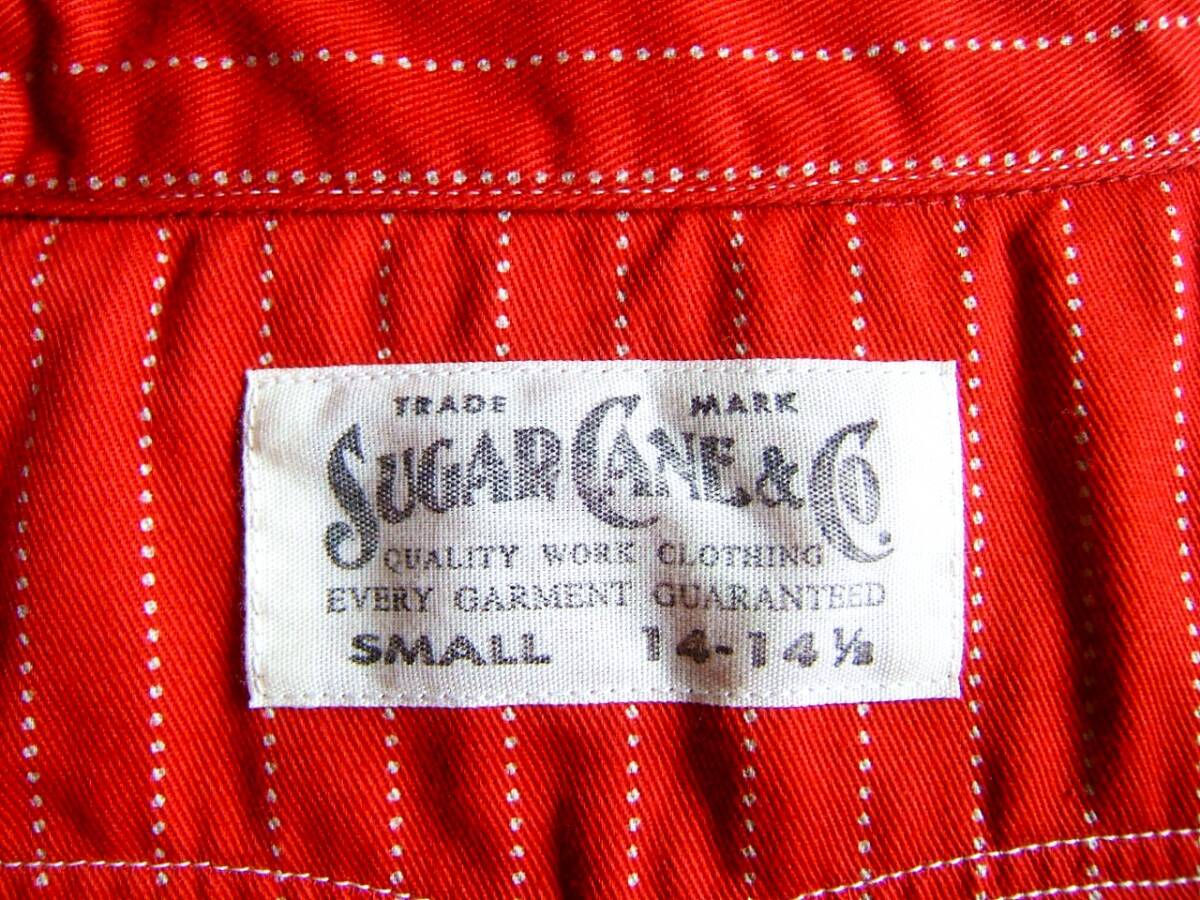 TRADE MARK
SUGAR CANE & CO.
QUALITY WORK CLOTHING
EVERY GARMENT GUARANTEED
SMALL 14-14½